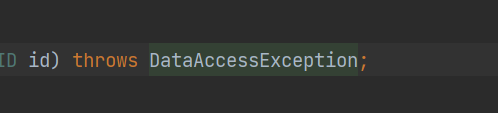 ID id) throws DataAccessException;